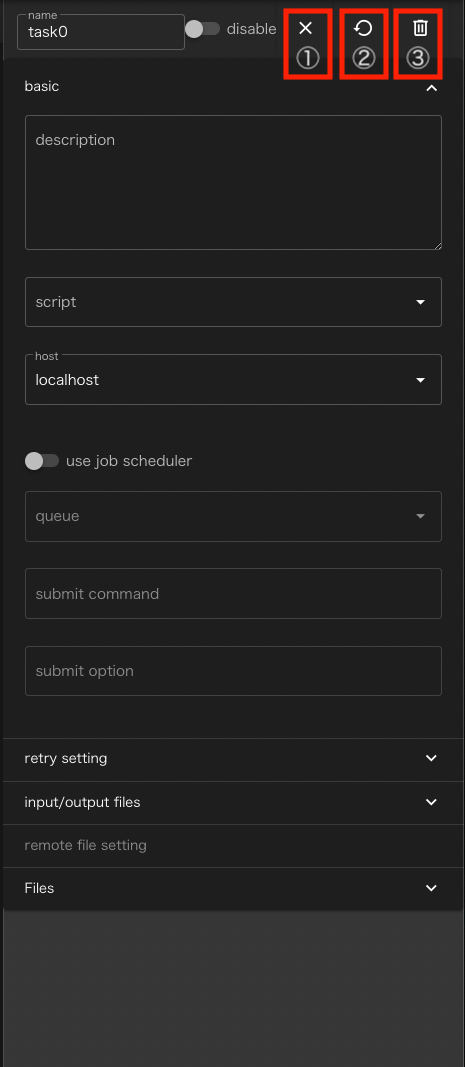 name
task0
disable
① ② ③
basic
description
script
host
localhost
use job scheduler
queue
submit command
submit option
retry setting
input/output files
remote file setting
Files